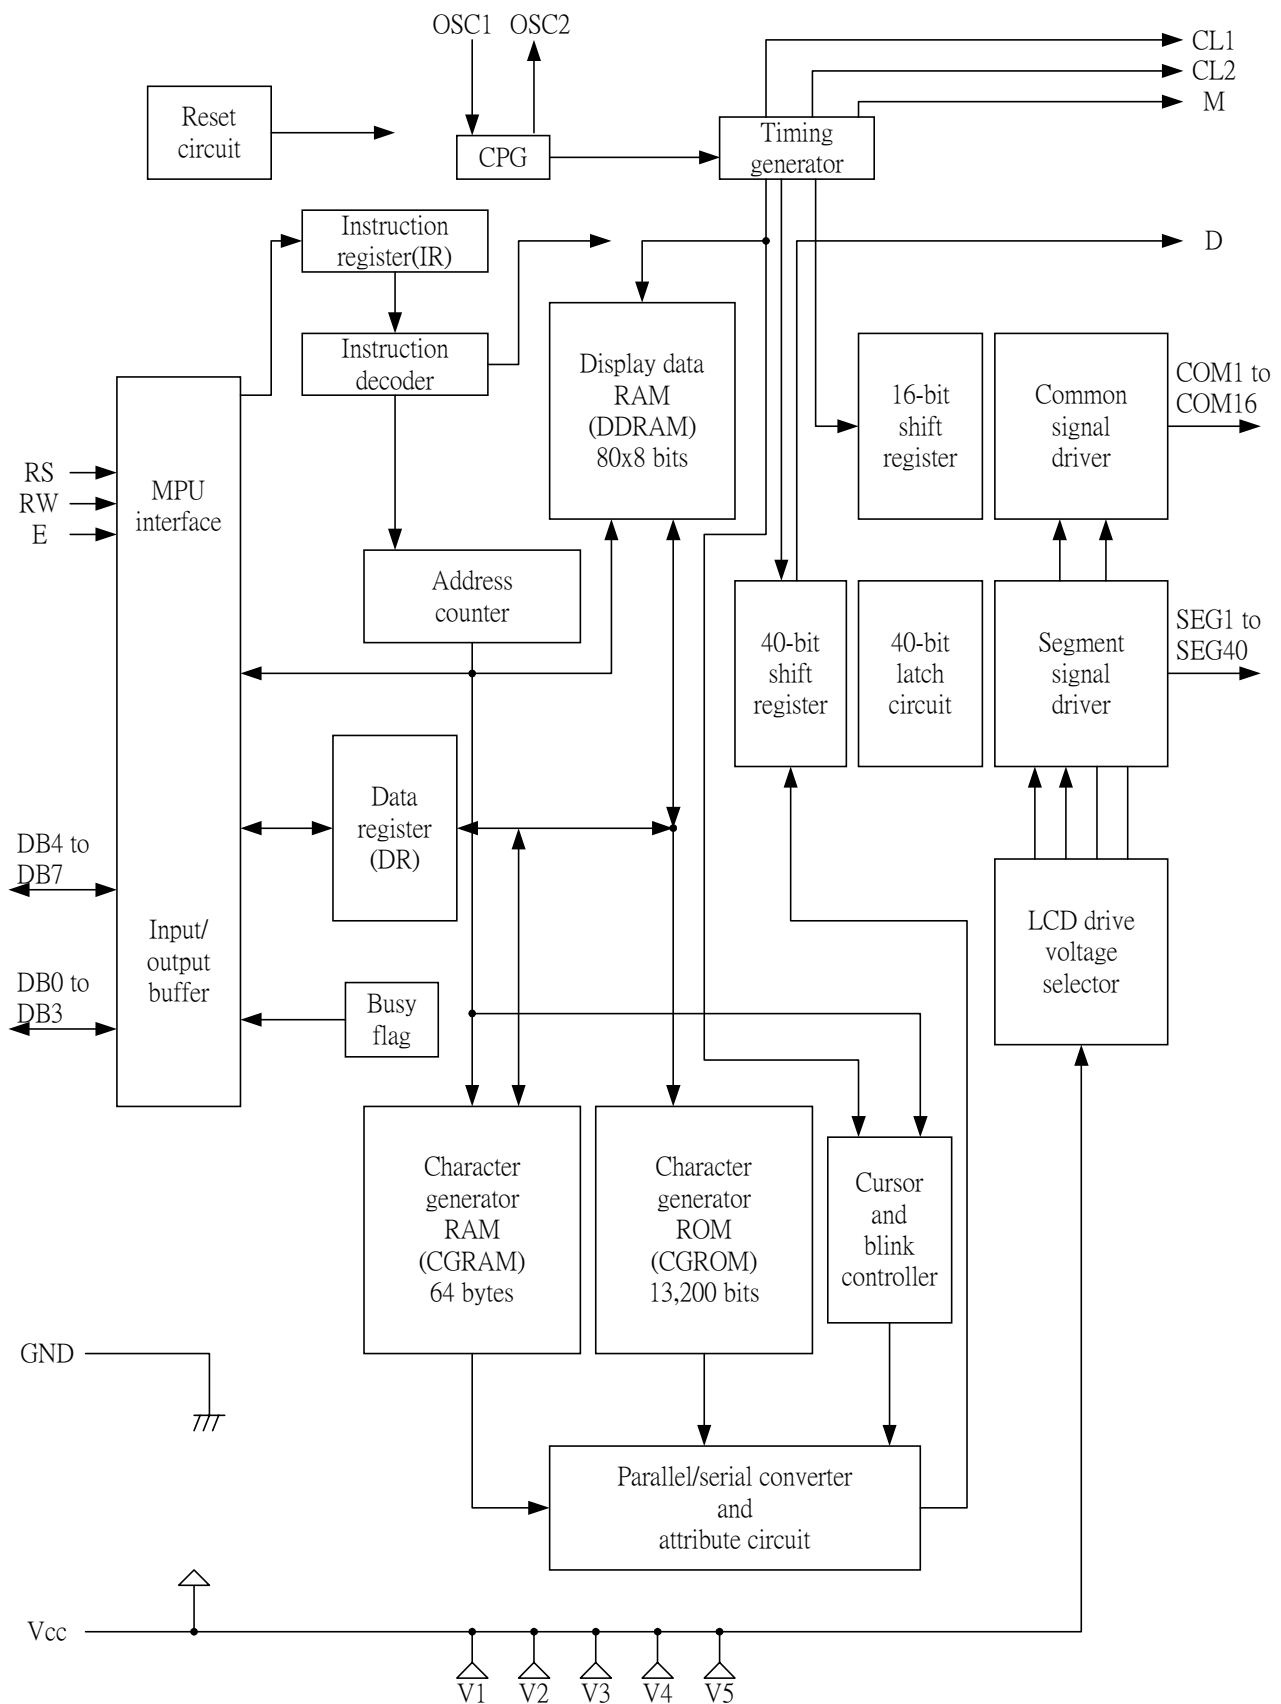 OSC1 OSC2
CL1
CL2
M
Reset
circuit
CPG
Timing
generator
Instruction
register(IR)
D
Instruction
decoder
Display data
RAM
(DDRAM)
80x8 bits
16-bit
shift
register
Common
signal
driver
COM1 to
COM16
RS
RW
E
MPU
interface
Address
counter
40-bit
shift
register
40-bit
latch
circuit
Segment
signal
driver
SEG1 to
SEG40
Data
register
(DR)
DB4 to
DB7
Input/
output
buffer
LCD drive
voltage
selector
DB0 to
DB3
Busy
flag
Character
generator
RAM
(CGRAM)
64 bytes
Character
generator
ROM
(CGROM)
13,200 bits
Cursor
and
blink
controller
GND
Parallel/serial converter
and
attribute circuit
Vcc
V1 V2 V3 V4 V5